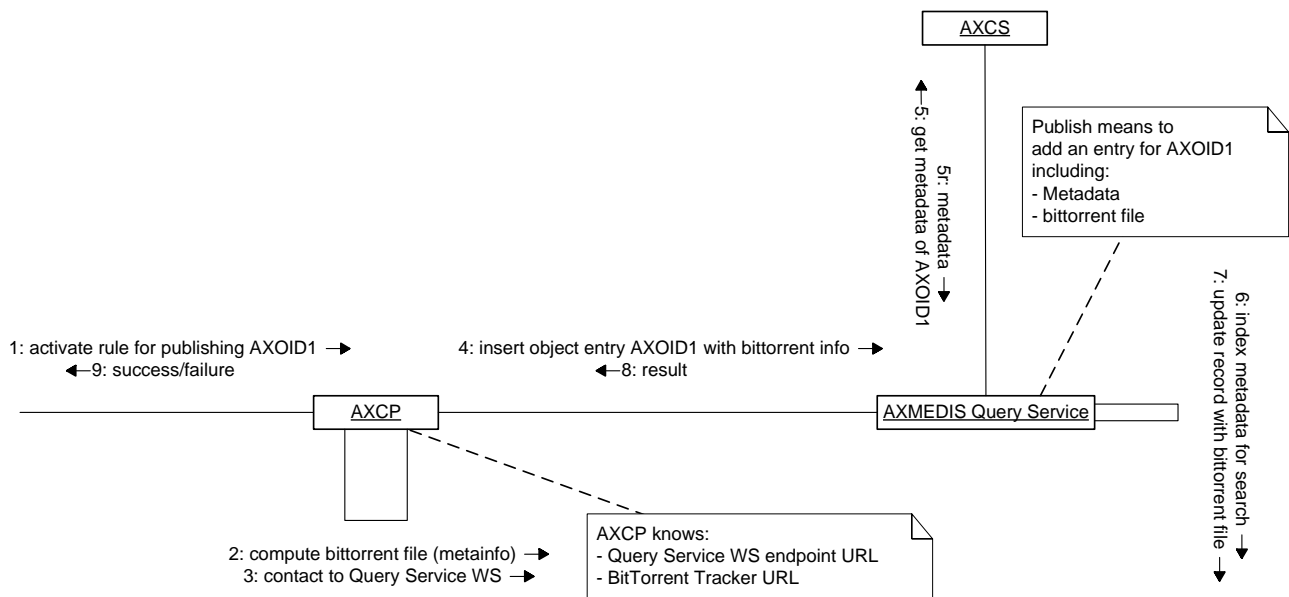 AXCS
5: get metadata of AXOID1
5r: metadata
Publish means to
add an entry for AXOID1
including:
- Metadata
- bittorrent file
1: activate rule for publishing AXOID1
9: success/failure
4: insert object entry AXOID1 with bittorrent info
8: result
6: index metadata for search
7: update record with bittorrent file
AXCP
AXMEDIS Query Service
2: compute bittorrent file (metainfo)
3: contact to Query Service WS
AXCP knows:
- Query Service WS endpoint URL
- BitTorrent Tracker URL